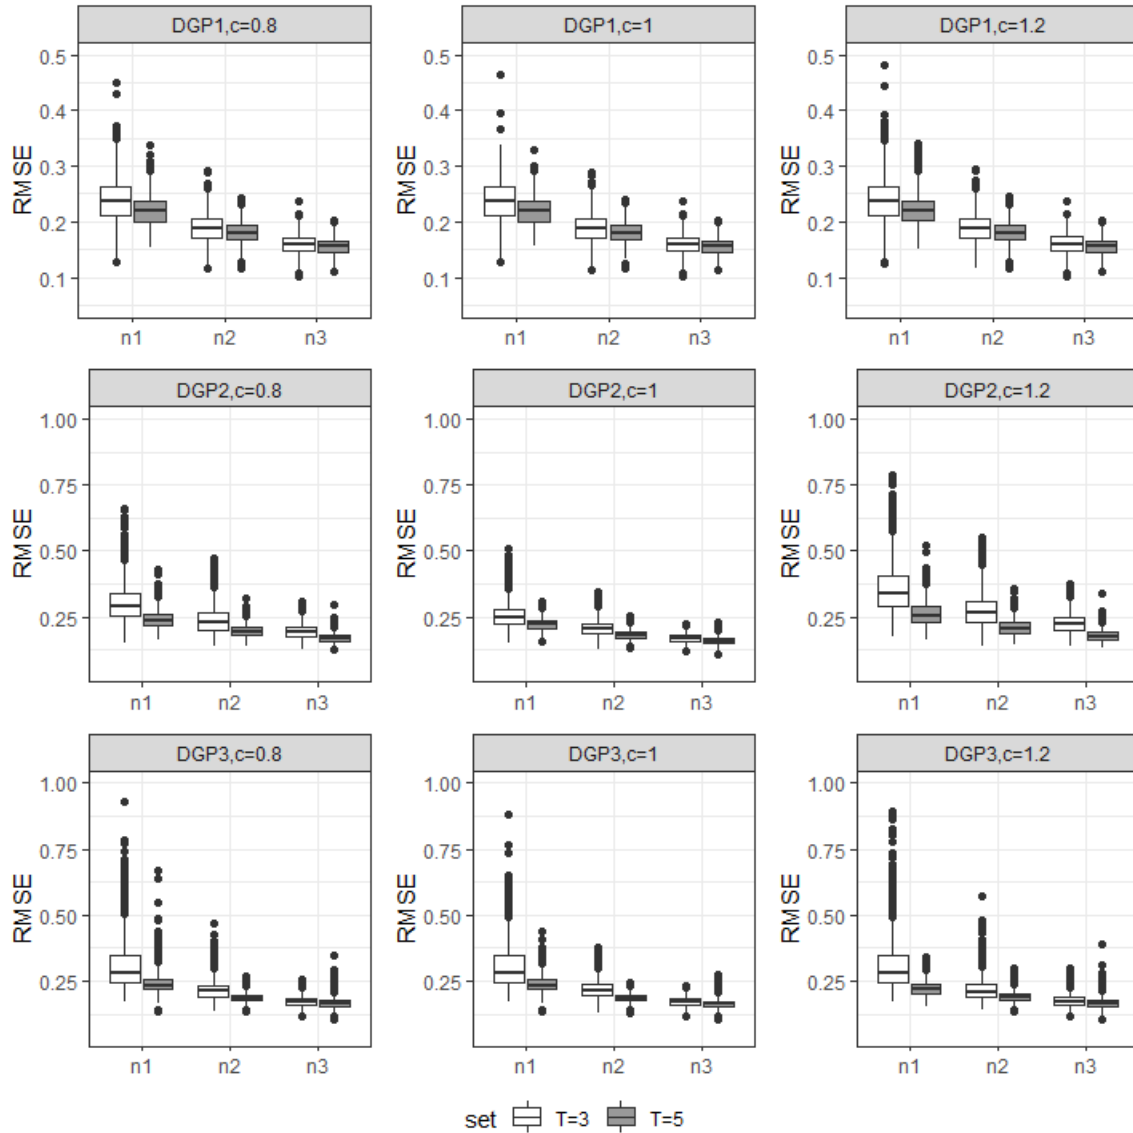 DGP1,c=0.8 DGP1,c=1 DGP1,c=1.2
RMSE 0.5 0.4 0.3 0.2 0.1
RMSE 0.5 0.4 0.3 0.2 0.1
RMSE 0.5 0.4 0.3 0.2 0.1
n1 n2 n3 n1 n2 n3 n1 n2 n3
DGP2,c=0.8 DGP2,c=1 DGP2,c=1.2
RMSE 1.00 0.75 0.50 0.25
RMSE 1.00 0.75 0.50 0.25
RMSE 1.00 0.75 0.50 0.25
n1 n2 n3 n1 n2 n3 n1 n2 n3
DGP3,c=0.8 DGP3,c=1 DGP3,c=1.2
RMSE 1.00 0.75 0.50 0.25
RMSE 1.00 0.75 0.50 0.25
RMSE 1.00 0.75 0.50 0.25
n1 n2 n3 n1 n2 n3 n1 n2 n3
set T=3 T=5